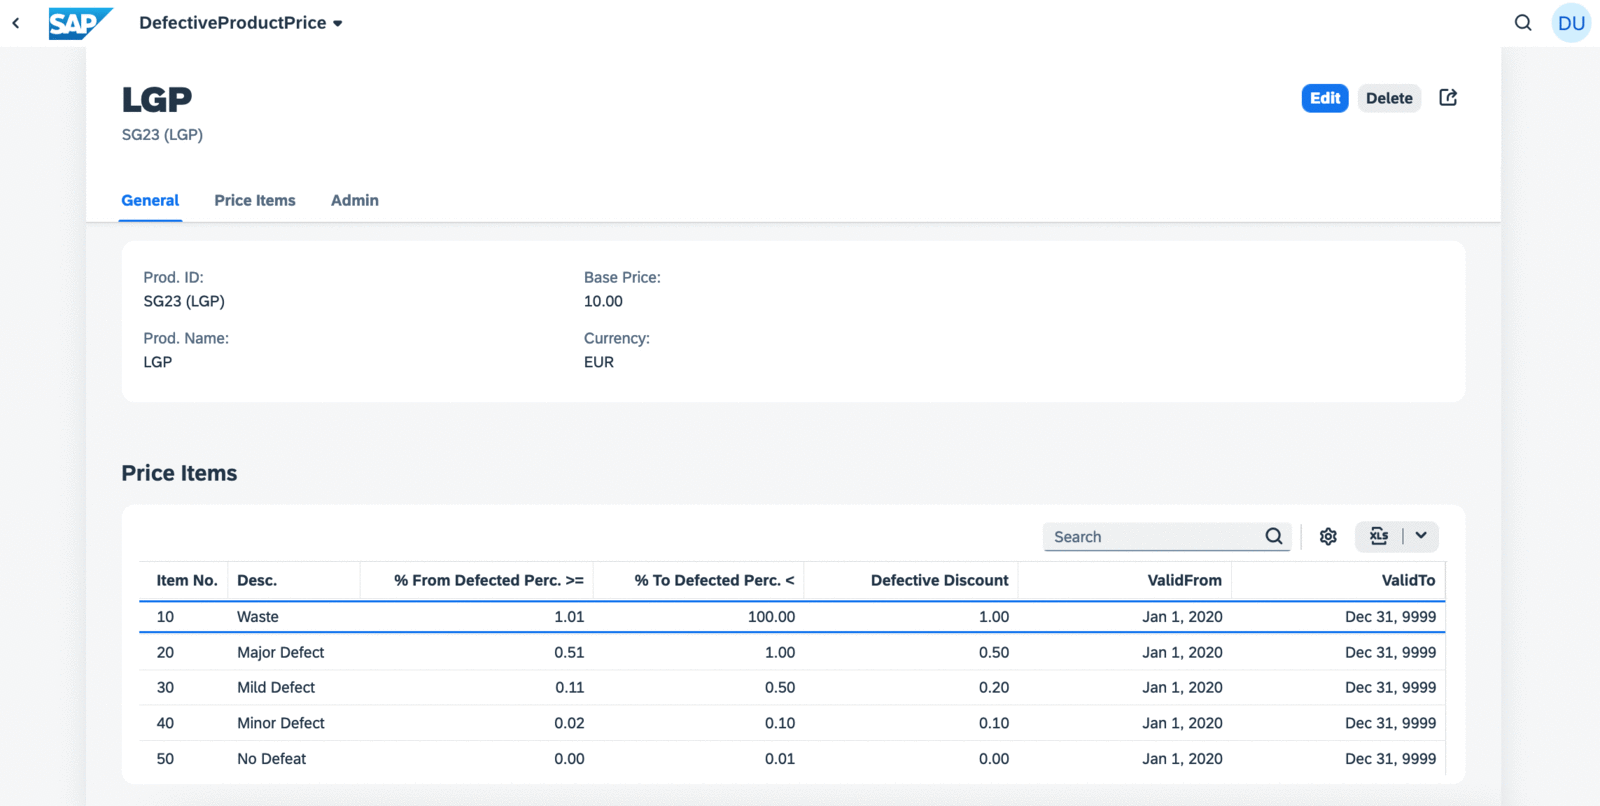 SAP DefectiveProductPrice DU
LGP
Edit Delete
SG23 (LGP)
General Price Items Admin
Prod. ID: Base Price:
SG23 (LGP) 10.00
Prod. Name: Currency:
LGP EUR
Price Items
Search XLS
Item No. Desc. % From Defected Perc. >= % To Defected Perc. < Defective Discount ValidFrom ValidTo
10 Waste 1.01 100.00 1.00 Jan 1, 2020 Dec 31, 9999
20 Major Defect 0.51 1.00 0.50 Jan 1, 2020 Dec 31, 9999
30 Mild Defect 0.11 0.50 0.20 Jan 1, 2020 Dec 31, 9999
40 Minor Defect 0.02 0.10 0.10 Jan 1, 2020 Dec 31, 9999
50 No Defeat 0.00 0.01 0.00 Jan 1, 2020 Dec 31, 9999